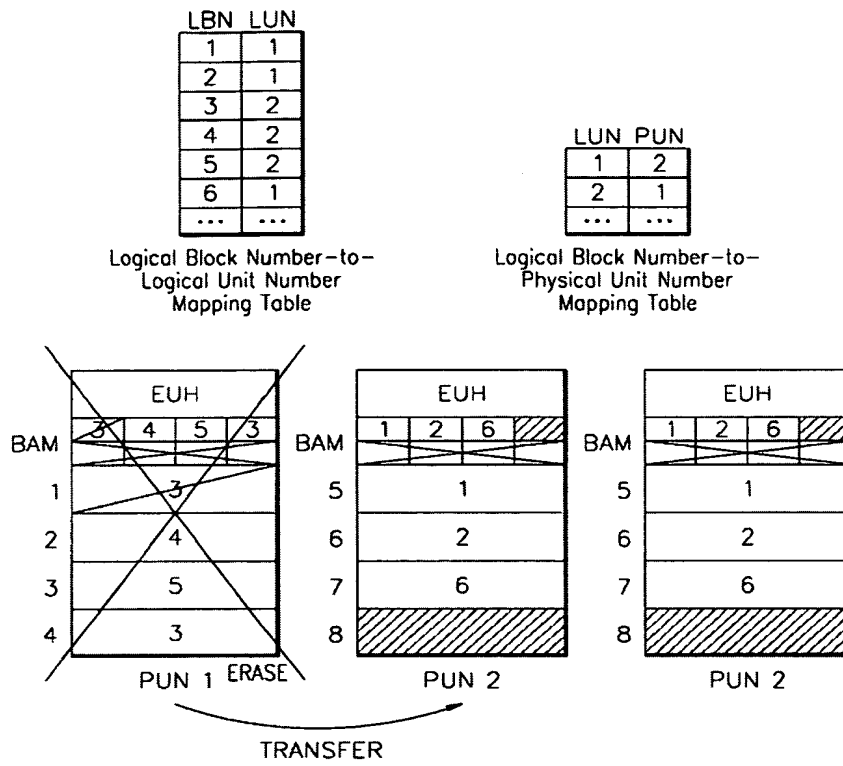 LBN LUN
1 1
2 1
3 2
4 2
5 2
6 1
... ...
Logical Block Number-to-
Logical Unit Number
Mapping Table
LUN PUN
1 2
2 1
... ...
Logical Block Number-to-
Physical Unit Number
Mapping Table
EUH
BAM 3 4 5 3
1 3
2 4
3 5
4 3
PUN 1 ERASE
EUH
BAM 1 2 6
5 1
6 2
7 6
8
PUN 2
EUH
BAM 1 2 6
5 1
6 2
7 6
8
PUN 2
TRANSFER